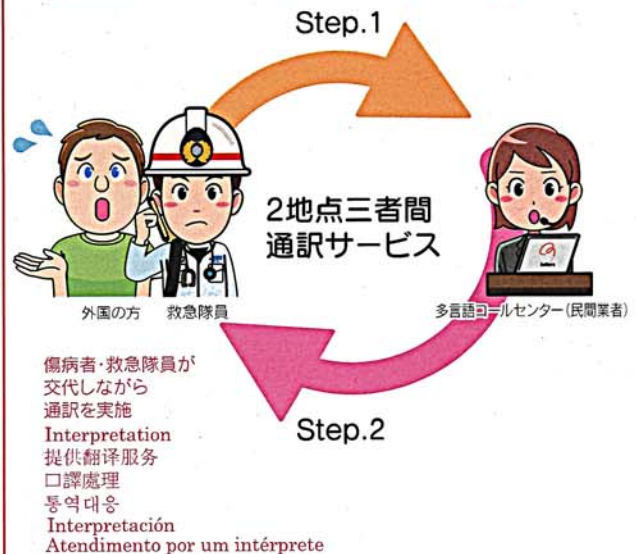 Step.1
2地点三者間
通訳サービス
外国の方
救急隊員
多言語コールセンター(民間業者)
Step.2
傷病者・救急隊員が
交代しながら
通訳を実施
Interpretation
提供翻译服务
口譯處理
통역대응
Interpretación
Atendimento por um intérprete